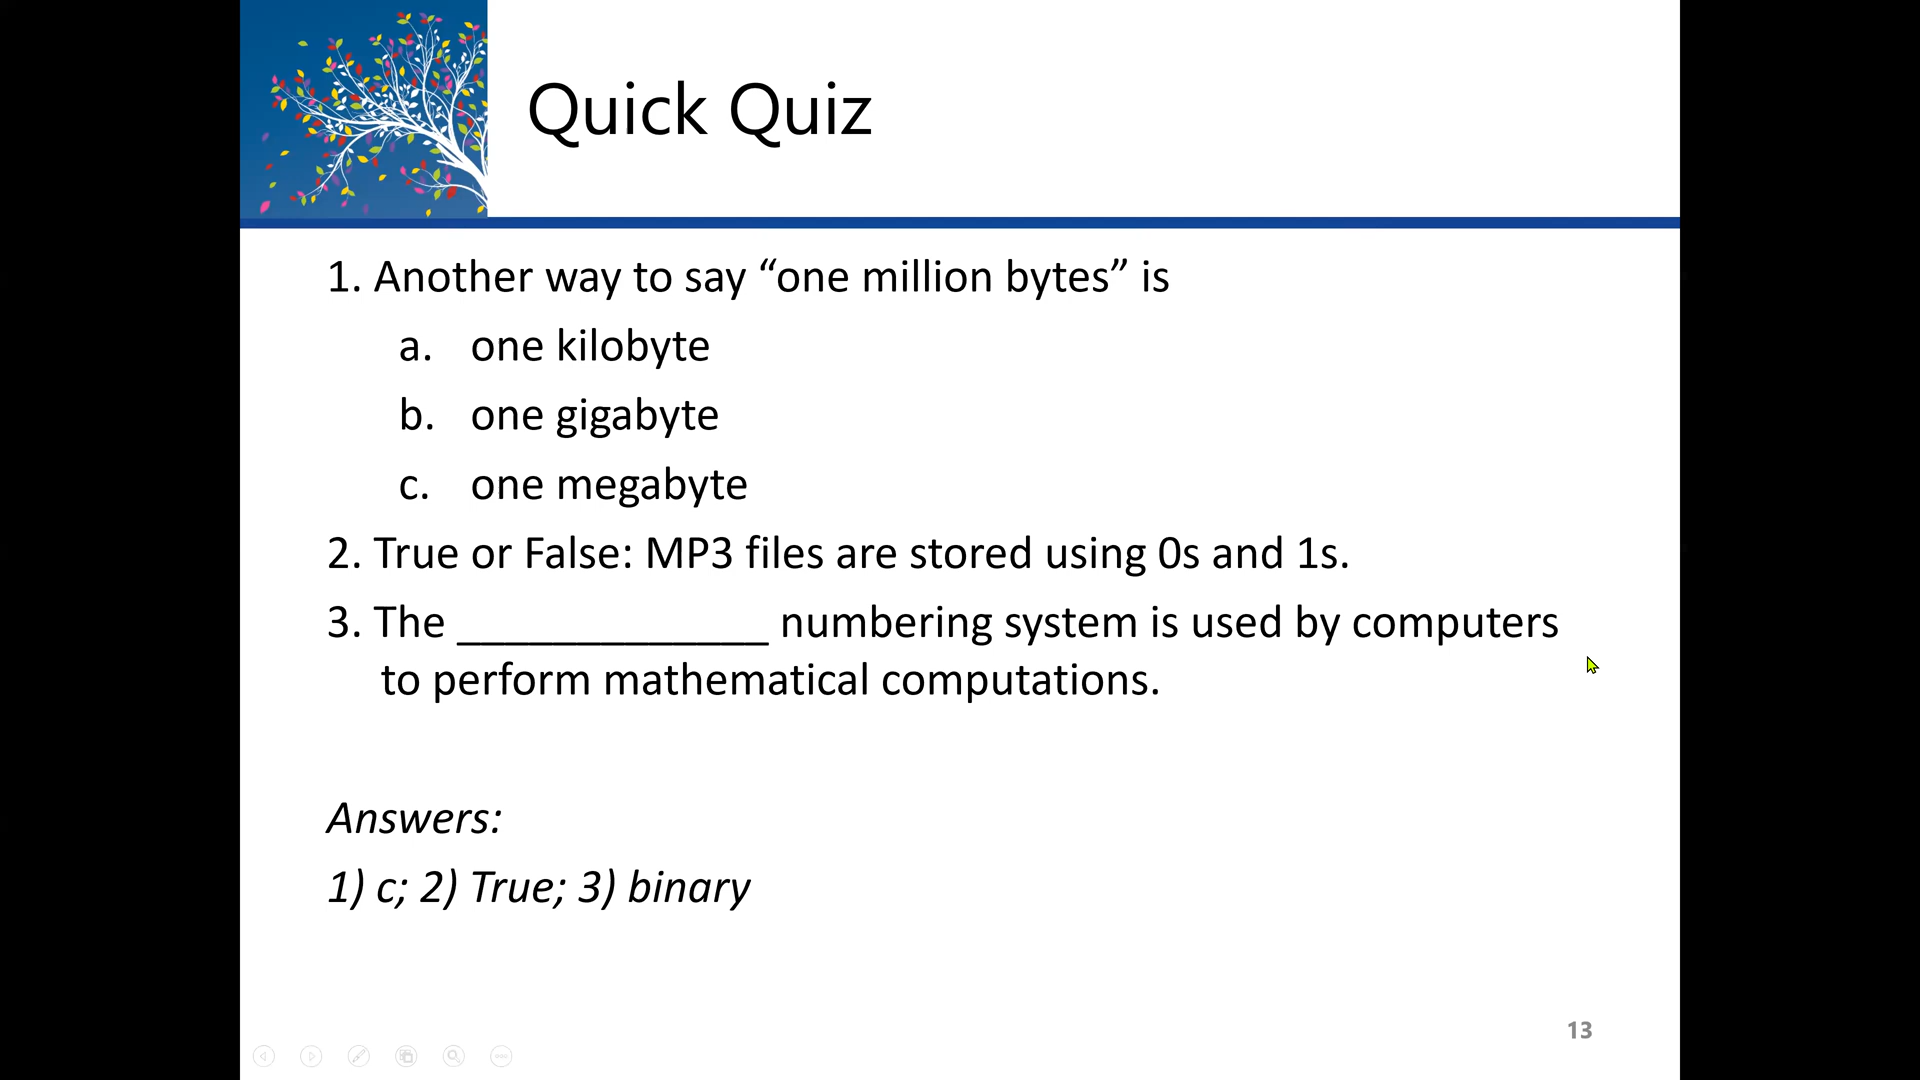 Quick Quiz
1. Another way to say “one million bytes” is
a. one kilobyte
b. one gigabyte
c. one megabyte
2. True or False: MP3 files are stored using 0s and 1s.
3. The _____________ numbering system is used by computers
to perform mathematical computations.
Answers:
1) c; 2) True; 3) binary
13